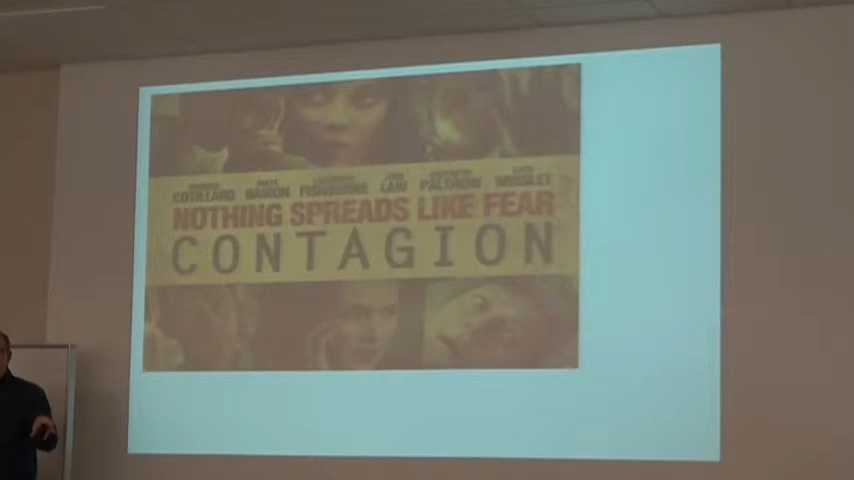 COTILLARD DAMON FISHBURNE LAW PALTROW WINSLET
NOTHING SPREADS LIKE FEAR
CONTAGION